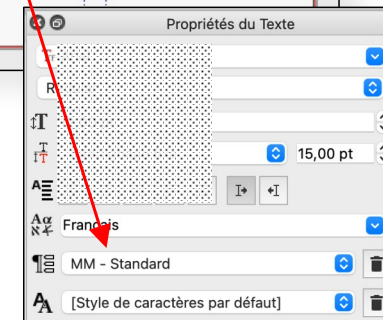 Propriétés du Texte
R
15,00 pt
Français
MM - Standard
[Style de caractères par défaut]